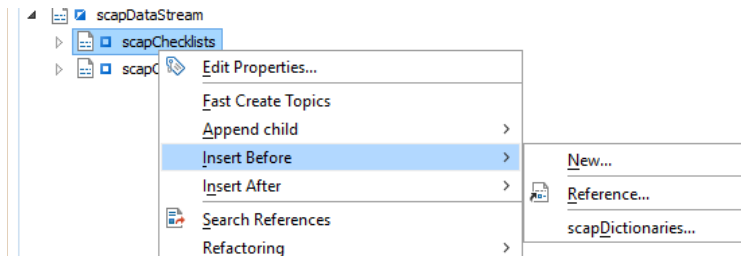 scapDataStream
scapChecklists
scapC
Edit Properties...
Fast Create Topics
Append child
Insert Before
Insert After
Search References
Refactoring
New...
Reference...
scapDictionaries...